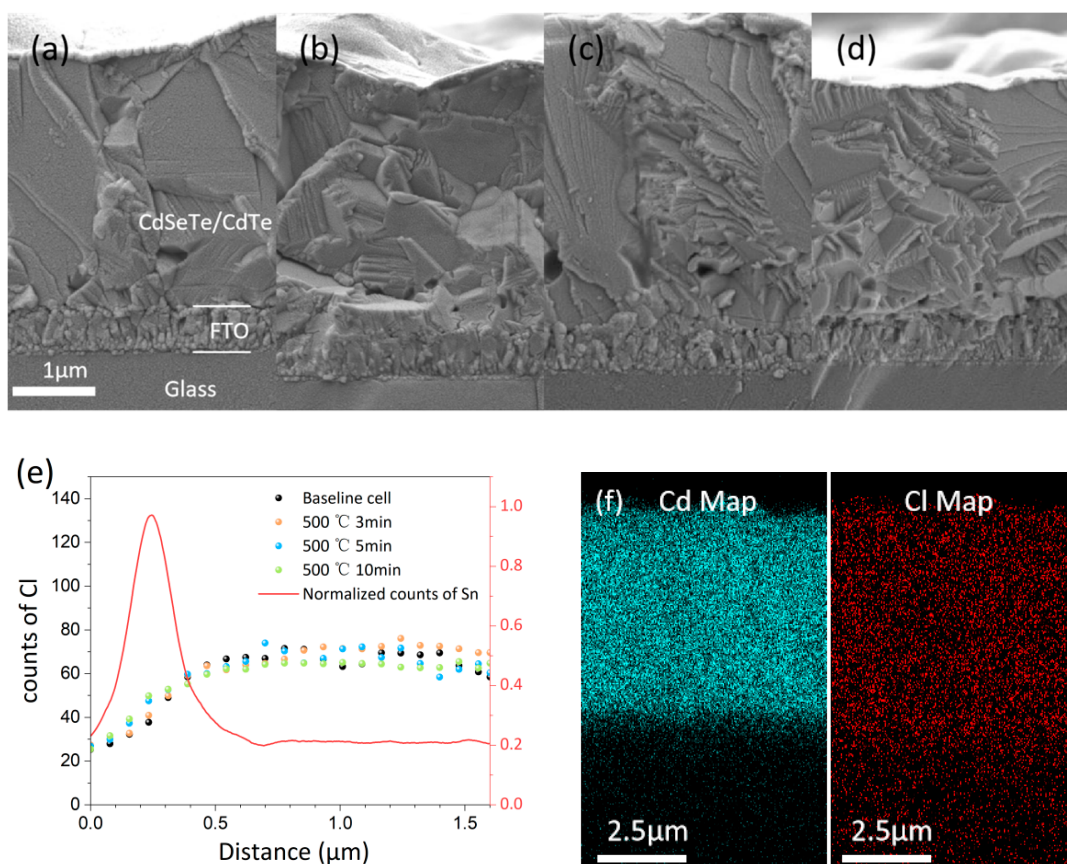 (a)
(b)
(c)
(d)
CdSeTe/CdTe
FTO
1μm
Glass
(e)
140
120
100
80
60
40
20
0
counts of Cl
Baseline cell
500 ℃ 3min
500 ℃ 5min
500 ℃ 10min
Normalized counts of Sn
1.0
0.8
0.6
0.4
0.2
0.0
0.0
0.5
1.0
1.5
Distance (μm)
(f)
Cd Map
Cl Map
2.5μm
2.5μm